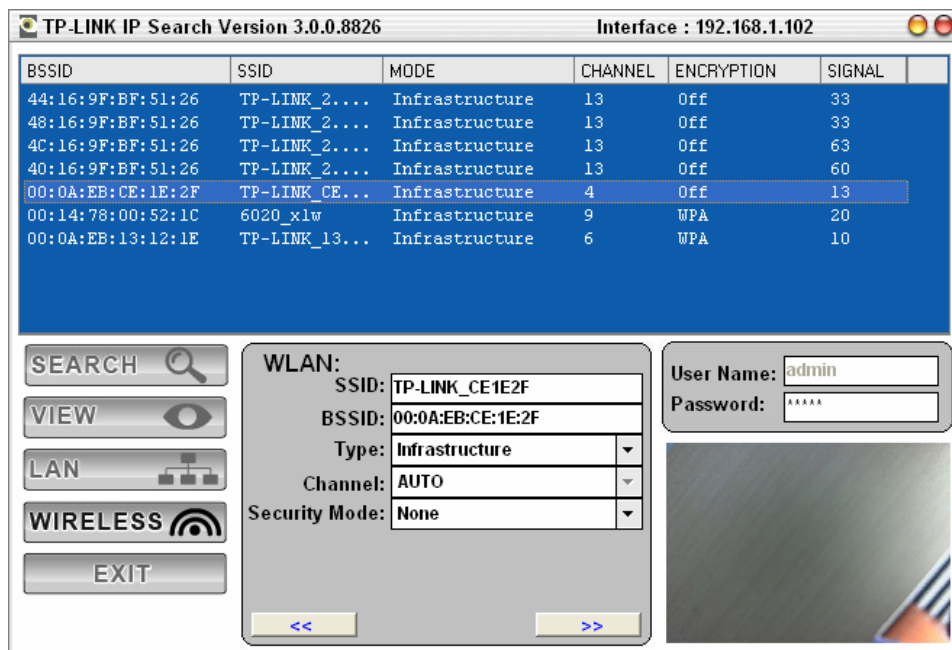 TP-LINK IP Search Version 3.0.0.8826 Interface : 192.168.1.102
BSSID SSID MODE CHANNEL ENCRYPTION SIGNAL
44:16:9F:BF:51:26 TP-LINK_2.... Infrastructure 13 Off 33
48:16:9F:BF:51:26 TP-LINK_2.... Infrastructure 13 Off 33
4C:16:9F:BF:51:26 TP-LINK_2.... Infrastructure 13 Off 63
40:16:9F:BF:51:26 TP-LINK_2.... Infrastructure 13 Off 60
00:0A:EB:CE:1E:2F TP-LINK_CE... Infrastructure 4 Off 13
00:14:78:00:52:1C 6020_xlw Infrastructure 9 WPA 20
00:0A:EB:13:12:1E TP-LINK_13... Infrastructure 6 WPA 10
SEARCH
VIEW
LAN
WIRELESS
EXIT
WLAN:
SSID: TP-LINK_CE1E2F
BSSID: 00:0A:EB:CE:1E:2F
Type: Infrastructure
Channel: AUTO
Security Mode: None
<< >>
User Name: admin
Password: *****